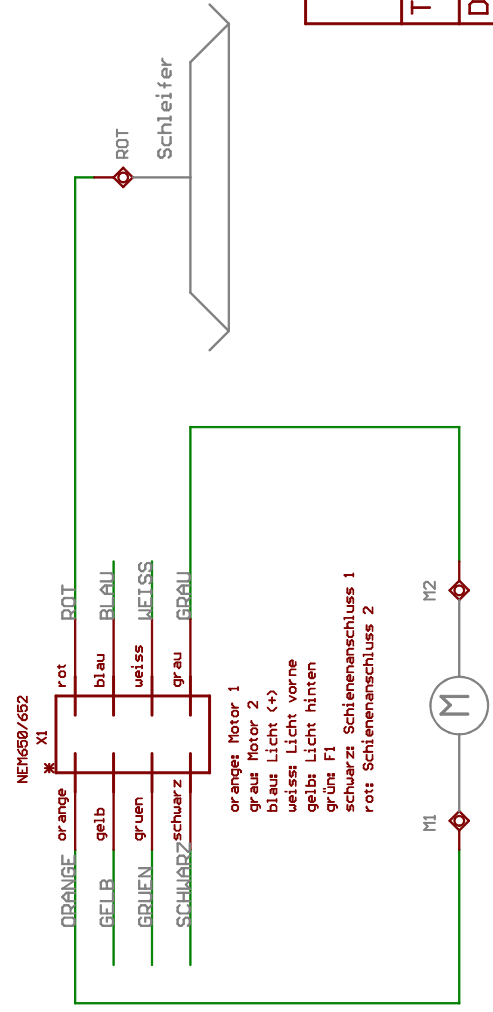 T
D
ROT
Schleifer
NEM650/652
X1
*
ROT
rot
BLAU
blau
WEISS
weiss
GRAU
grau
orange
ORANGE
gelb
GELB
gruen
GRUEN
schwarz
SCHWARZ
orange: Motor 1
grau: Motor 2
blau: Licht (+)
weiss: Licht vorne
gelb: Licht hinten
grün: F1
schwarz: Schienenanschluss 1
rot: Schienenanschluss 2
M1
M
M2